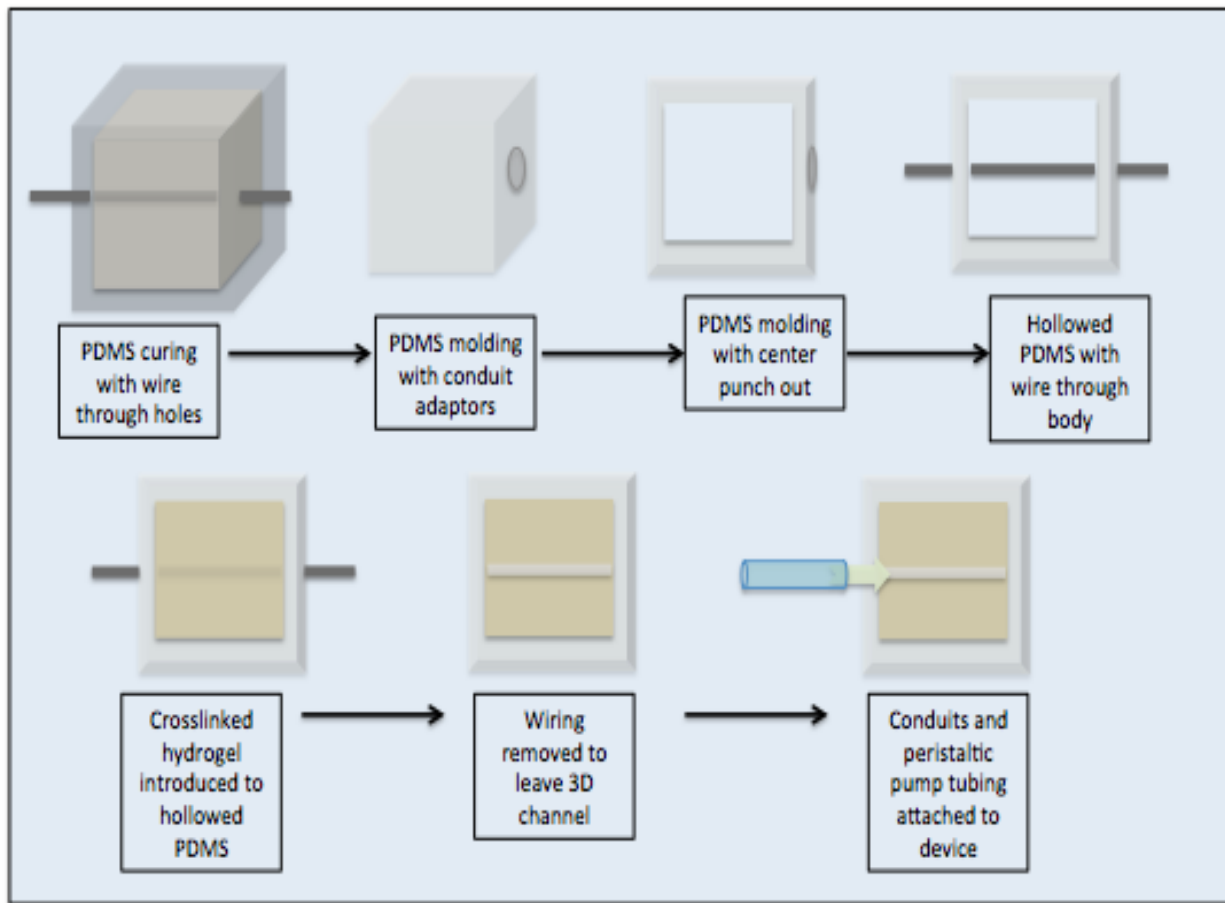 PDMS curing
with wire
through holes
PDMS molding
with conduit
adaptors
PDMS molding
with center
punch out
Hollowed
PDMS with
wire through
body
Crosslinked
hydrogel
introduced to
hollowed
PDMS
Wiring
removed to
leave 3D
channel
Conduits and
peristaltic
pump tubing
attached to
device